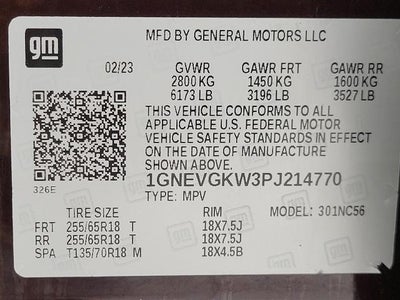 gm
MFD BY GENERAL MOTORS LLC
02/23 GVWR GAWR FRT GAWR RR
2800 KG 1450 KG 1600 KG
6173 LB 3196 LB 3527 LB
THIS VEHICLE CONFORMS TO ALL
APPLICABLE U.S. FEDERAL MOTOR
VEHICLE SAFETY STANDARDS IN EFFECT
ON THE DATE OF MANUFACTURE
SHOWN ABOVE.
326E
1GNEVGKW3PJ214770
TYPE: MPV
TIRE SIZE RIM MODEL: 301NC56
FRT 255/65R18 T 18X7.5J
RR 255/65R18 T 18X7.5J
SPA T135/70R18 M 18X4.5B